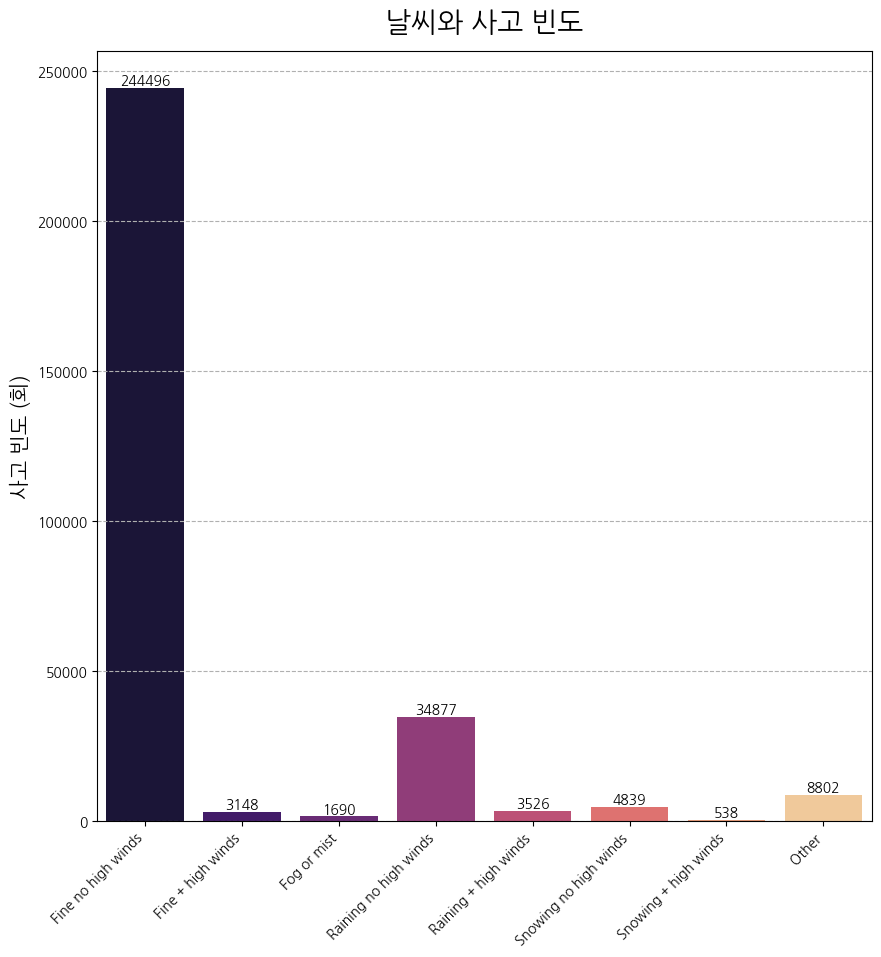 날씨와 사고 빈도
사고 빈도 (회)
250000
200000
150000
100000
50000
0
244496
3148
1690
34877
3526
4839
538
8802
Fine no high winds
Fine + high winds
Fog or mist
Raining no high winds
Raining + high winds
Snowing no high winds
Snowing + high winds
Other